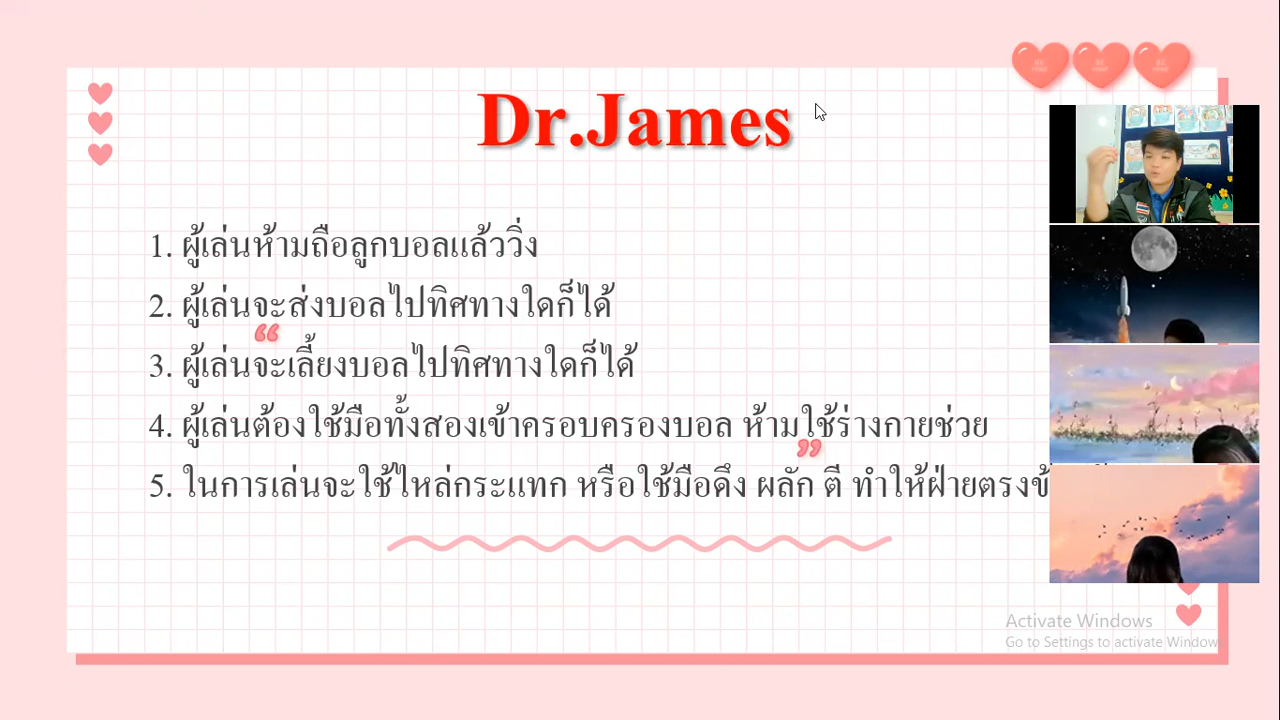 Dr.James
1. ผู้เล่นห้ามถือลูกบอลแล้ววิ่ง
2. ผู้เล่นจะส่งบอลไปทิศทางใดก็ได้
3. ผู้เล่นจะเลี้ยงบอลไปทิศทางใดก็ได้
4. ผู้เล่นต้องใช้มือทั้งสองเข้าครอบครองบอล ห้ามใช้ร่างกายช่วย
5. ในการเล่นจะใช้ไหล่กระแทก หรือใช้มือดึง ผลัก ตี ทำให้ฝ่ายตรง
Activate Windows
Go to Settings to activate Windows